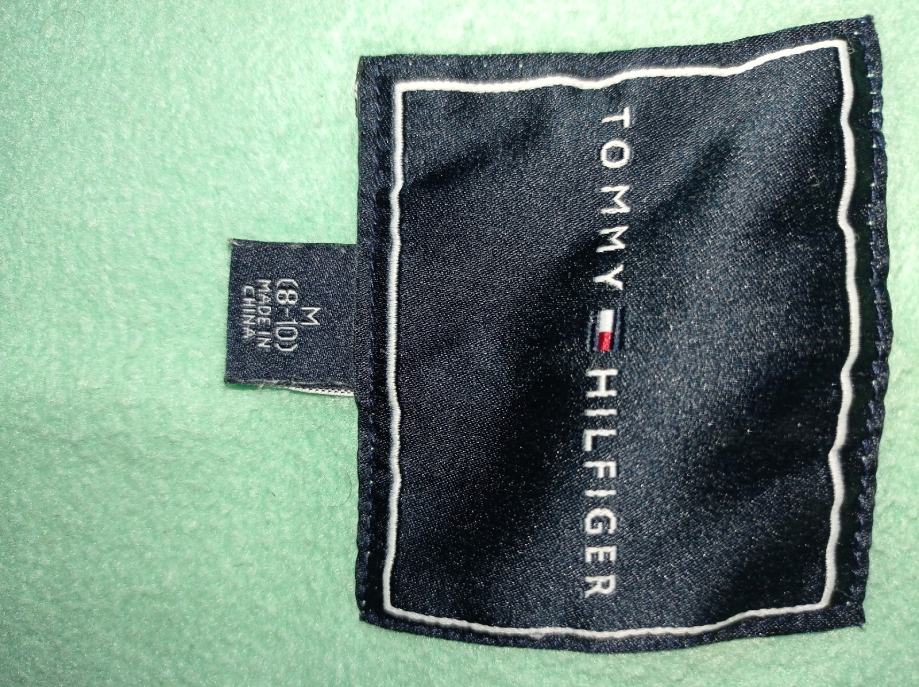 TOMMY HILFIGER
M
(8-10)
MADE IN
CHINA